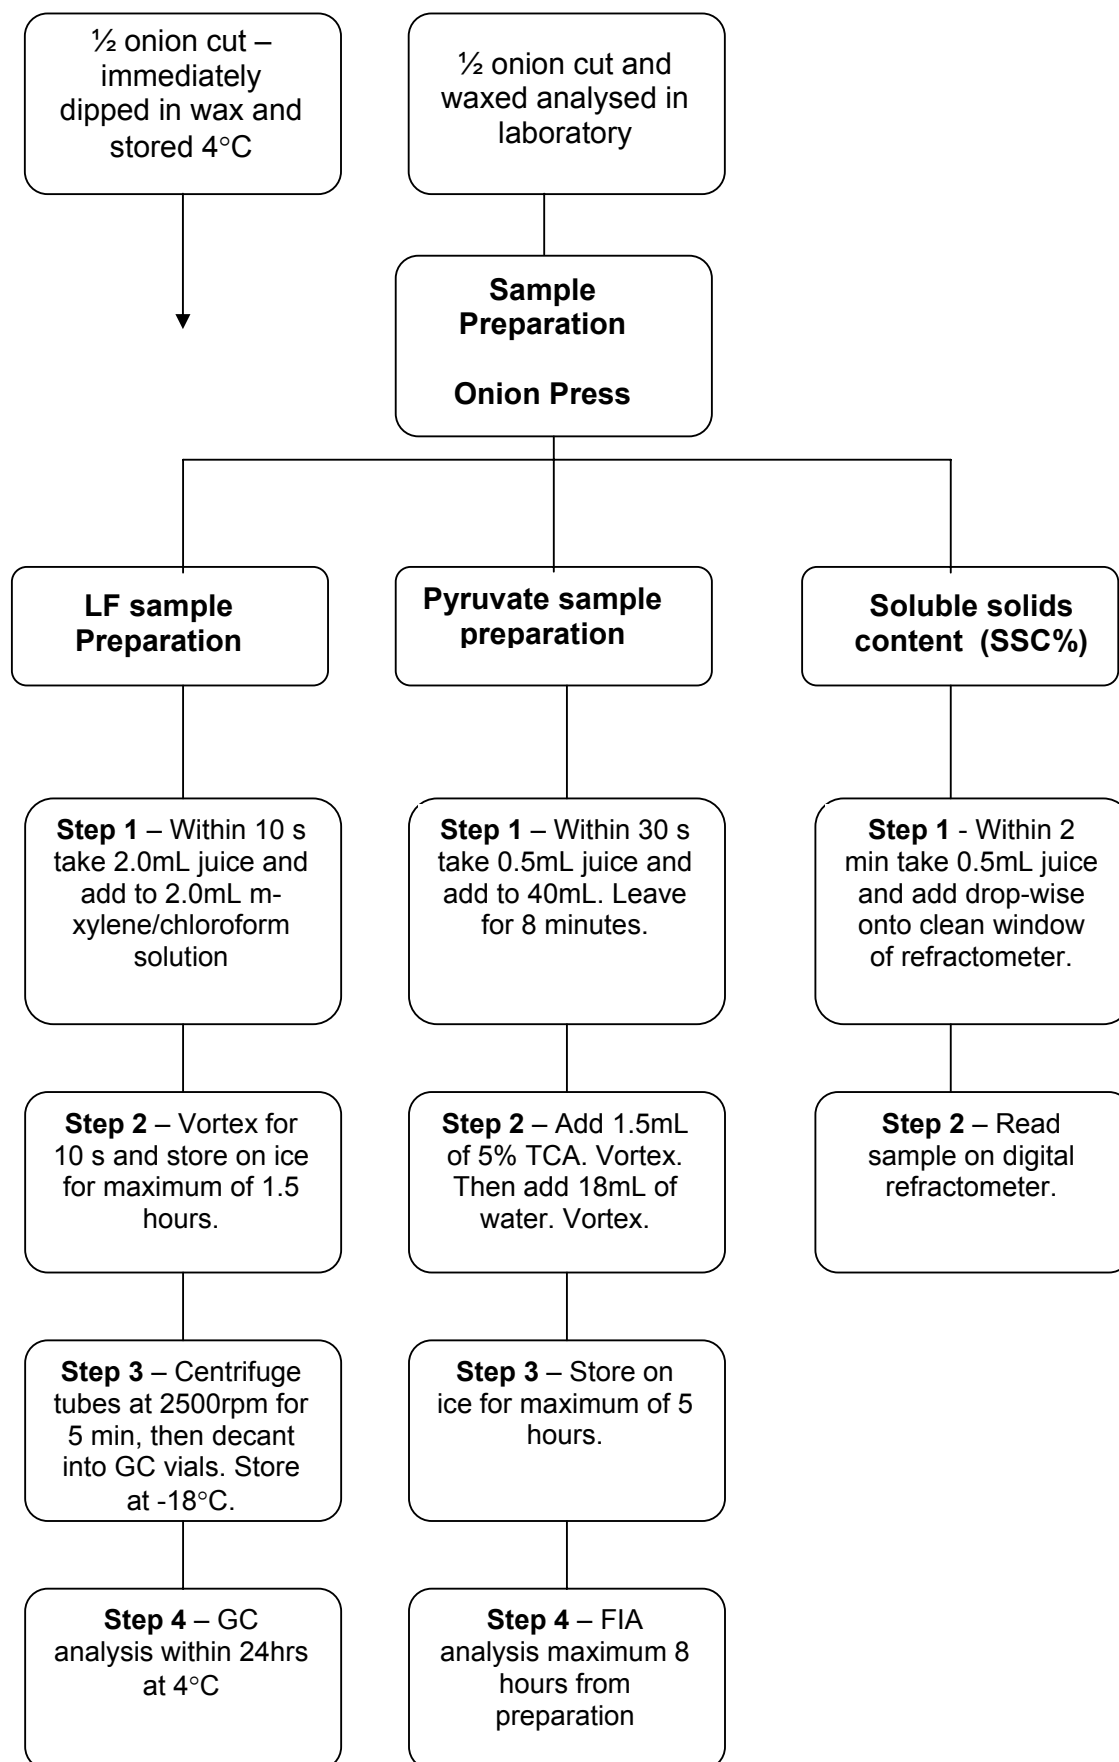 ½ onion cut –
immediately
dipped in wax and
stored 4°C
½ onion cut and
waxed analysed in
laboratory
Sample
Preparation
Onion Press
LF sample
Preparation
Pyruvate sample
preparation
Soluble solids
content (SSC%)
Step 1 – Within 10 s
take 2.0mL juice and
add to 2.0mL m-
xylene/chloroform
solution
Step 1 – Within 30 s
take 0.5mL juice and
add to 40mL. Leave
for 8 minutes.
Step 1 - Within 2
min take 0.5mL juice
and add drop-wise
onto clean window
of refractometer.
Step 2 – Vortex for
10 s and store on ice
for maximum of 1.5
hours.
Step 2 – Add 1.5mL
of 5% TCA. Vortex.
Then add 18mL of
water. Vortex.
Step 2 – Read
sample on digital
refractometer.
Step 3 – Centrifuge
tubes at 2500rpm for
5 min, then decant
into GC vials. Store
at -18°C.
Step 3 – Store on
ice for maximum of 5
hours.
Step 4 – GC
analysis within 24hrs
at 4°C
Step 4 – FIA
analysis maximum 8
hours from
preparation